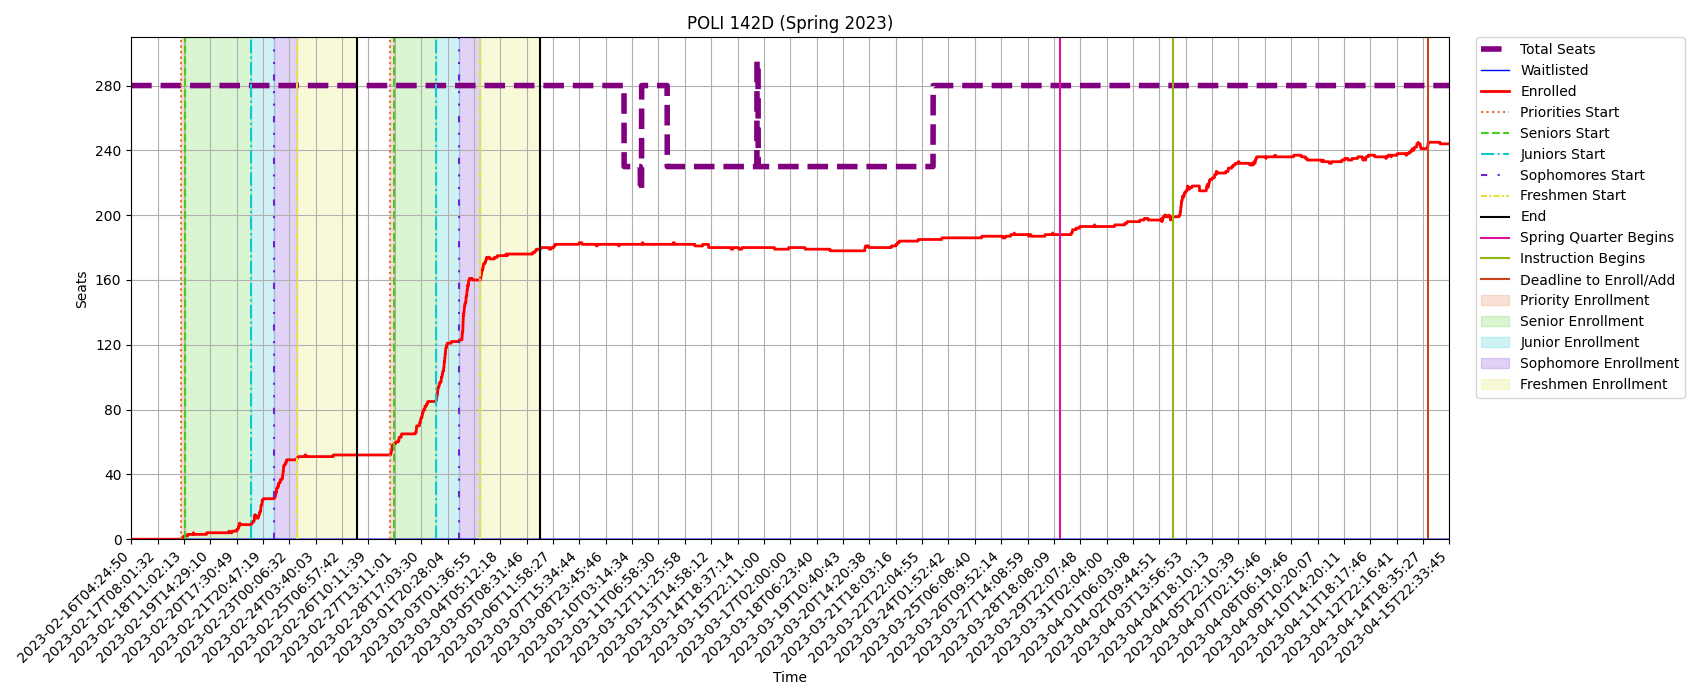 POLI 142D (Spring 2023)
Seats
280
240
200
160
120
80
40
0
2023-02-16T04:24:50
2023-02-17T08:01:32
2023-02-18T11:02:13
2023-02-19T14:29:10
2023-02-20T17:30:49
2023-02-21T20:47:19
2023-02-23T00:06:32
2023-02-24T03:40:03
2023-02-25T06:57:42
2023-02-26T10:11:39
2023-02-27T13:11:01
2023-02-28T17:03:30
2023-03-01T20:28:04
2023-03-03T01:36:55
2023-03-04T05:12:18
2023-03-05T08:31:46
2023-03-06T11:58:27
2023-03-07T15:34:44
2023-03-08T23:45:46
2023-03-10T03:14:34
2023-03-11T06:58:30
2023-03-12T11:25:58
2023-03-13T14:58:12
2023-03-14T18:37:14
2023-03-15T22:11:00
2023-03-17T02:00:00
2023-03-18T06:23:40
2023-03-19T10:40:43
2023-03-20T14:20:38
2023-03-21T18:03:16
2023-03-22T22:04:55
2023-03-24T01:52:42
2023-03-25T06:08:40
2023-03-26T09:52:14
2023-03-27T14:08:59
2023-03-28T18:08:09
2023-03-29T22:07:48
2023-03-31T02:04:00
2023-04-01T06:03:08
2023-04-02T09:44:51
2023-04-03T13:56:53
2023-04-04T18:10:13
2023-04-05T22:10:39
2023-04-07T02:15:46
2023-04-08T06:19:46
2023-04-09T10:20:07
2023-04-10T14:20:11
2023-04-11T18:17:46
2023-04-12T22:16:41
2023-04-14T18:35:27
2023-04-15T22:33:45
Time
Total Seats
Waitlisted
Enrolled
Priorities Start
Seniors Start
Juniors Start
Sophomores Start
Freshmen Start
End
Spring Quarter Begins
Instruction Begins
Deadline to Enroll/Add
Priority Enrollment
Senior Enrollment
Junior Enrollment
Sophomore Enrollment
Freshmen Enrollment